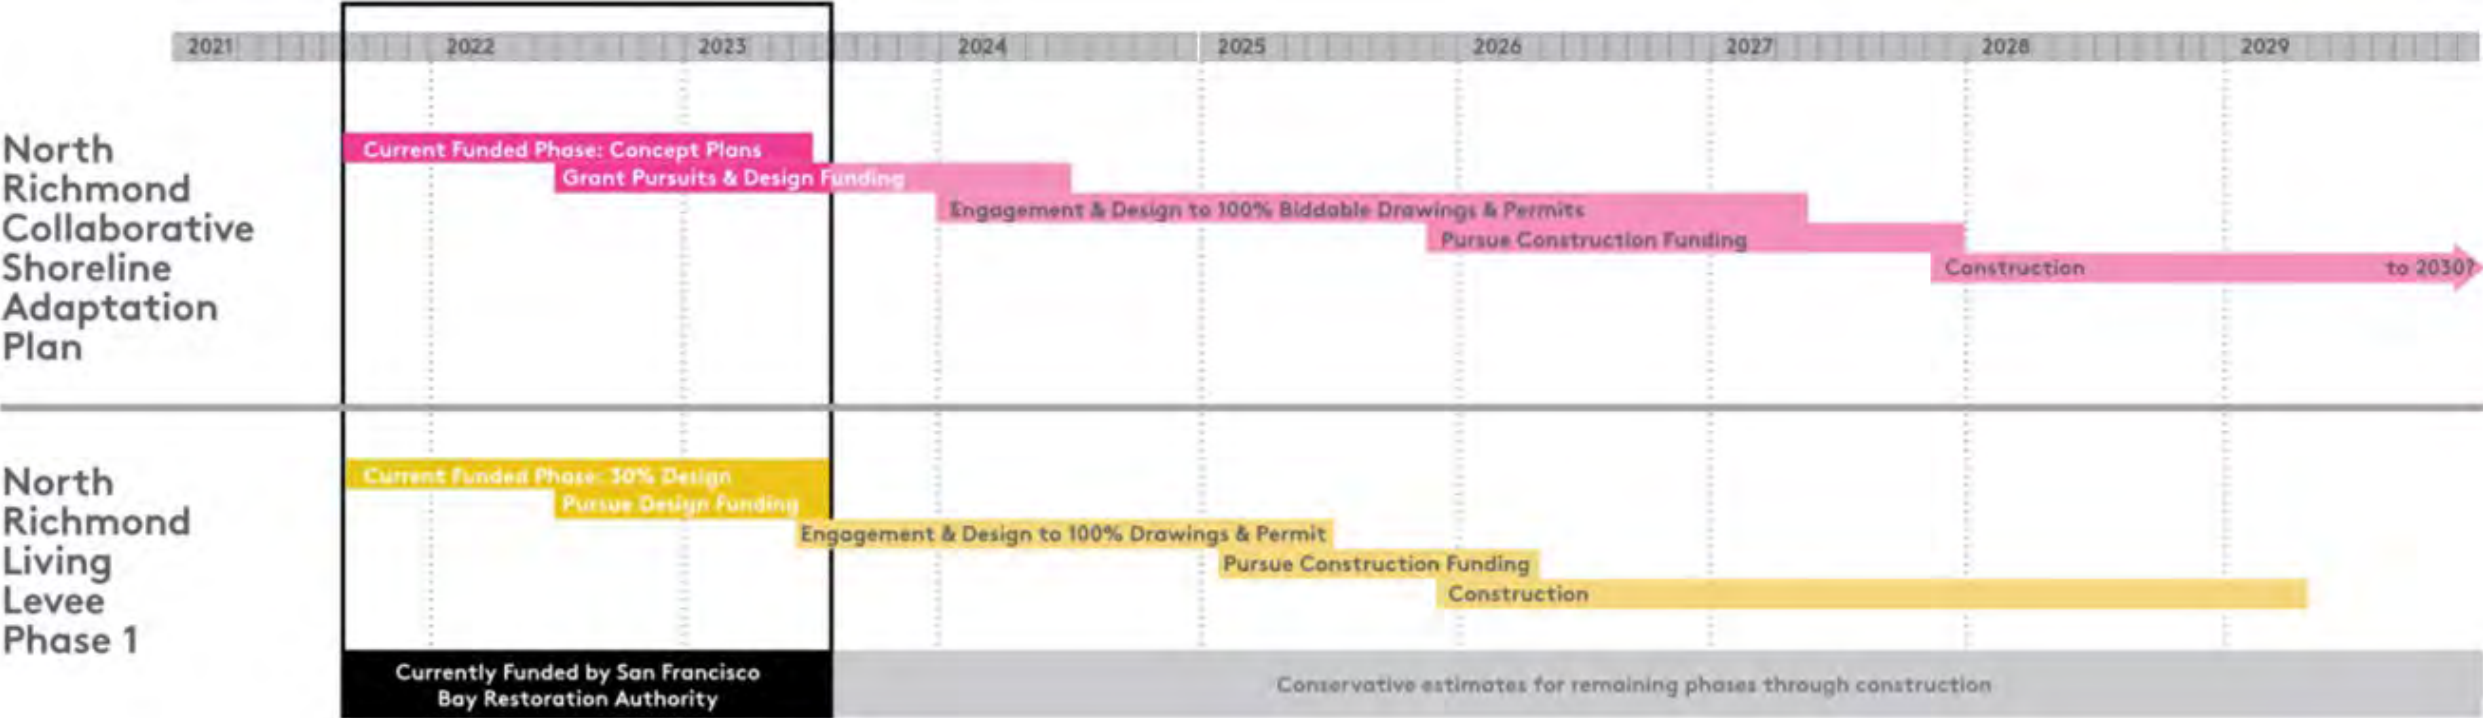 2021 2022 2023 2024 2025 2026 2027 2028 2029
North
Richmond
Collaborative
Shoreline
Adaptation
Plan
Current Funded Phase: Concept Plans
Grant Pursuits & Design Funding
Engagement & Design to 100% Biddable Drawings & Permits
Pursue Construction Funding
Construction to 2030?
North
Richmond
Living
Levee
Phase 1
Current Funded Phase: 30% Design
Pursue Design Funding
Engagement & Design to 100% Drawings & Permit
Pursue Construction Funding
Construction
Currently Funded by San Francisco
Bay Restoration Authority
Conservative estimates for remaining phases through construction